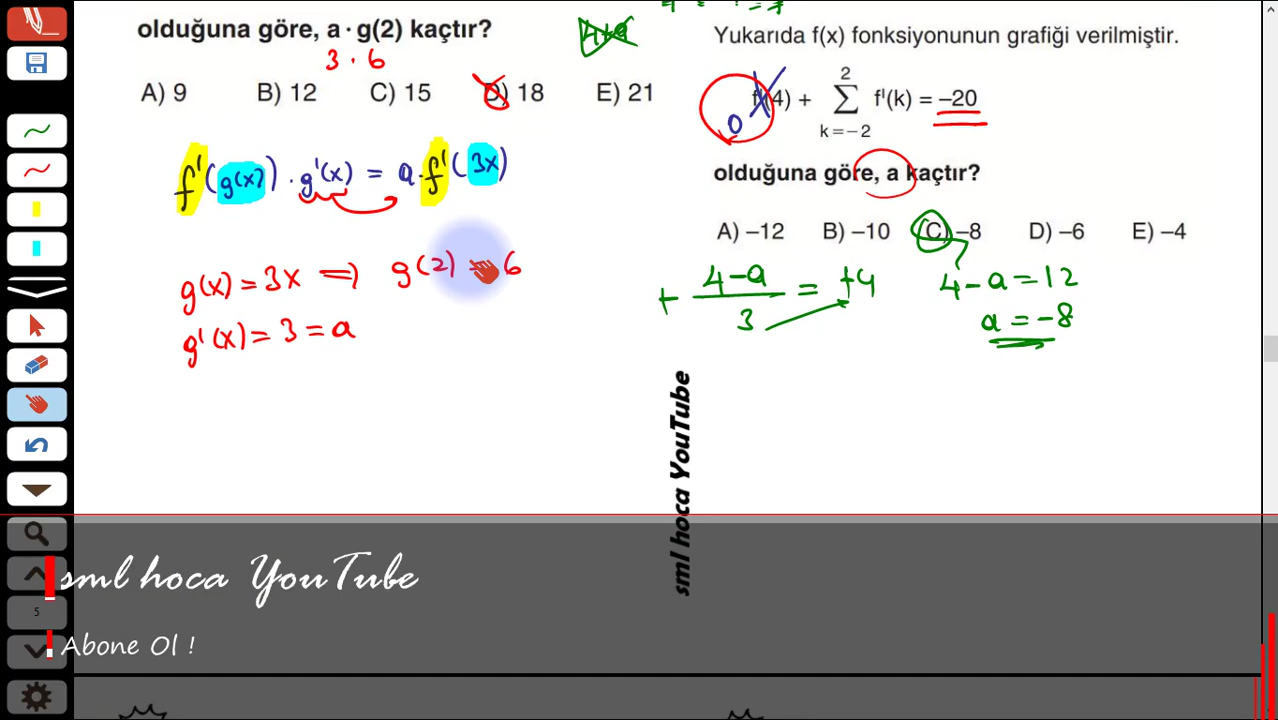 olduğuna göre, a · g(2) kaçtır?
3 · 6
A) 9 B) 12 C) 15 D) 18 E) 21
f'(g(x)) · g'(x) = a · f'(3x)
g(x) = 3x ⟹ g(2) = 6
g'(x) = 3 = a
4+a
Yukarıda f(x) fonksiyonunun grafiği verilmiştir.
2
f'(4) + ∑ f'(k) = –20
0
k = –2
olduğuna göre, a kaçtır?
A) –12 B) –10 C) –8 D) –6 E) –4
+ 4-a / 3 = +4
4-a = 12
a = -8
sml hoca YouTube
sml hoca YouTube
5
Abone Ol !